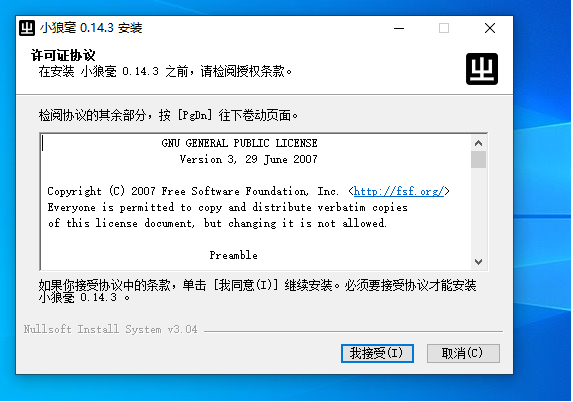 小狼毫 0.14.3 安装
许可证协议
在安装 小狼毫 0.14.3 之前，请检阅授权条款。
检阅协议的其余部分，按 [PgDn] 往下卷动页面。
GNU GENERAL PUBLIC LICENSE
Version 3, 29 June 2007
Copyright (C) 2007 Free Software Foundation, Inc. <http://fsf.org/>
Everyone is permitted to copy and distribute verbatim copies
of this license document, but changing it is not allowed.
Preamble
如果你接受协议中的条款，单击 [我同意(I)] 继续安装。必须要接受协议才能安装
小狼毫 0.14.3 。
Nullsoft Install System v3.04
我接受(I)
取消(C)